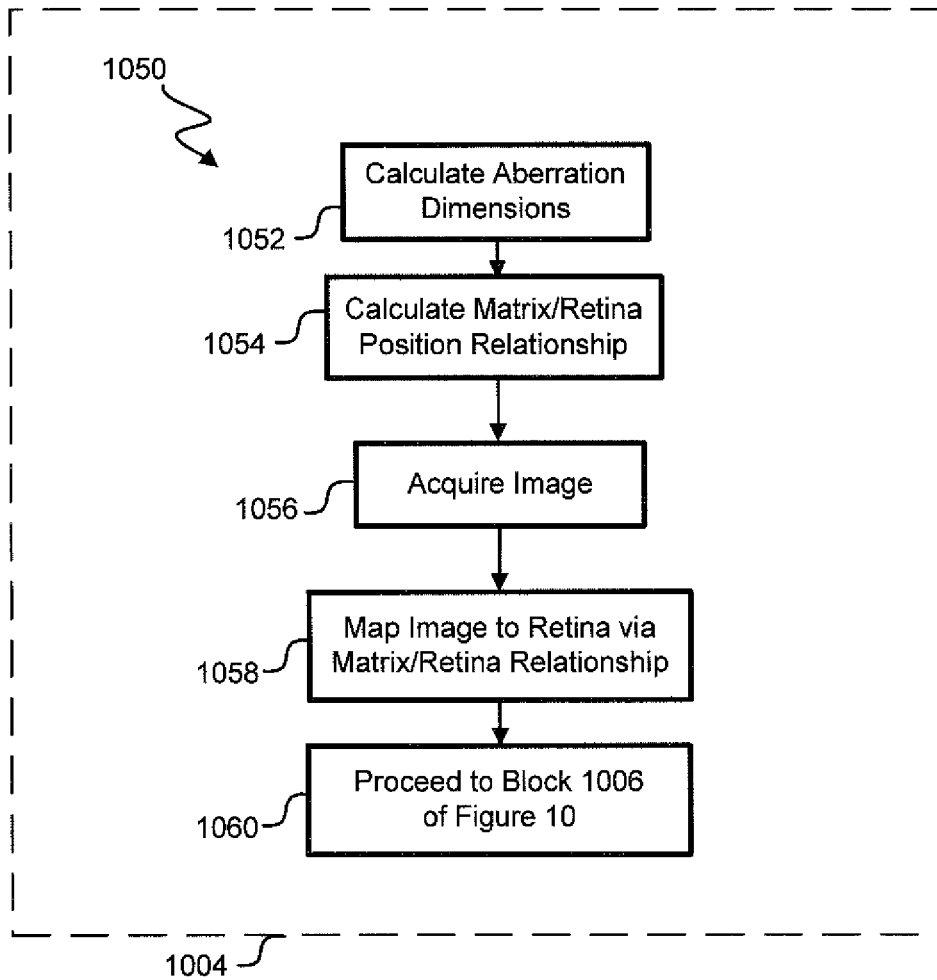 1050
Calculate Aberration
Dimensions
1052
Calculate Matrix/Retina
Position Relationship
1054
Acquire Image
1056
Map Image to Retina via
Matrix/Retina Relationship
1058
Proceed to Block 1006
of Figure 10
1060
1004